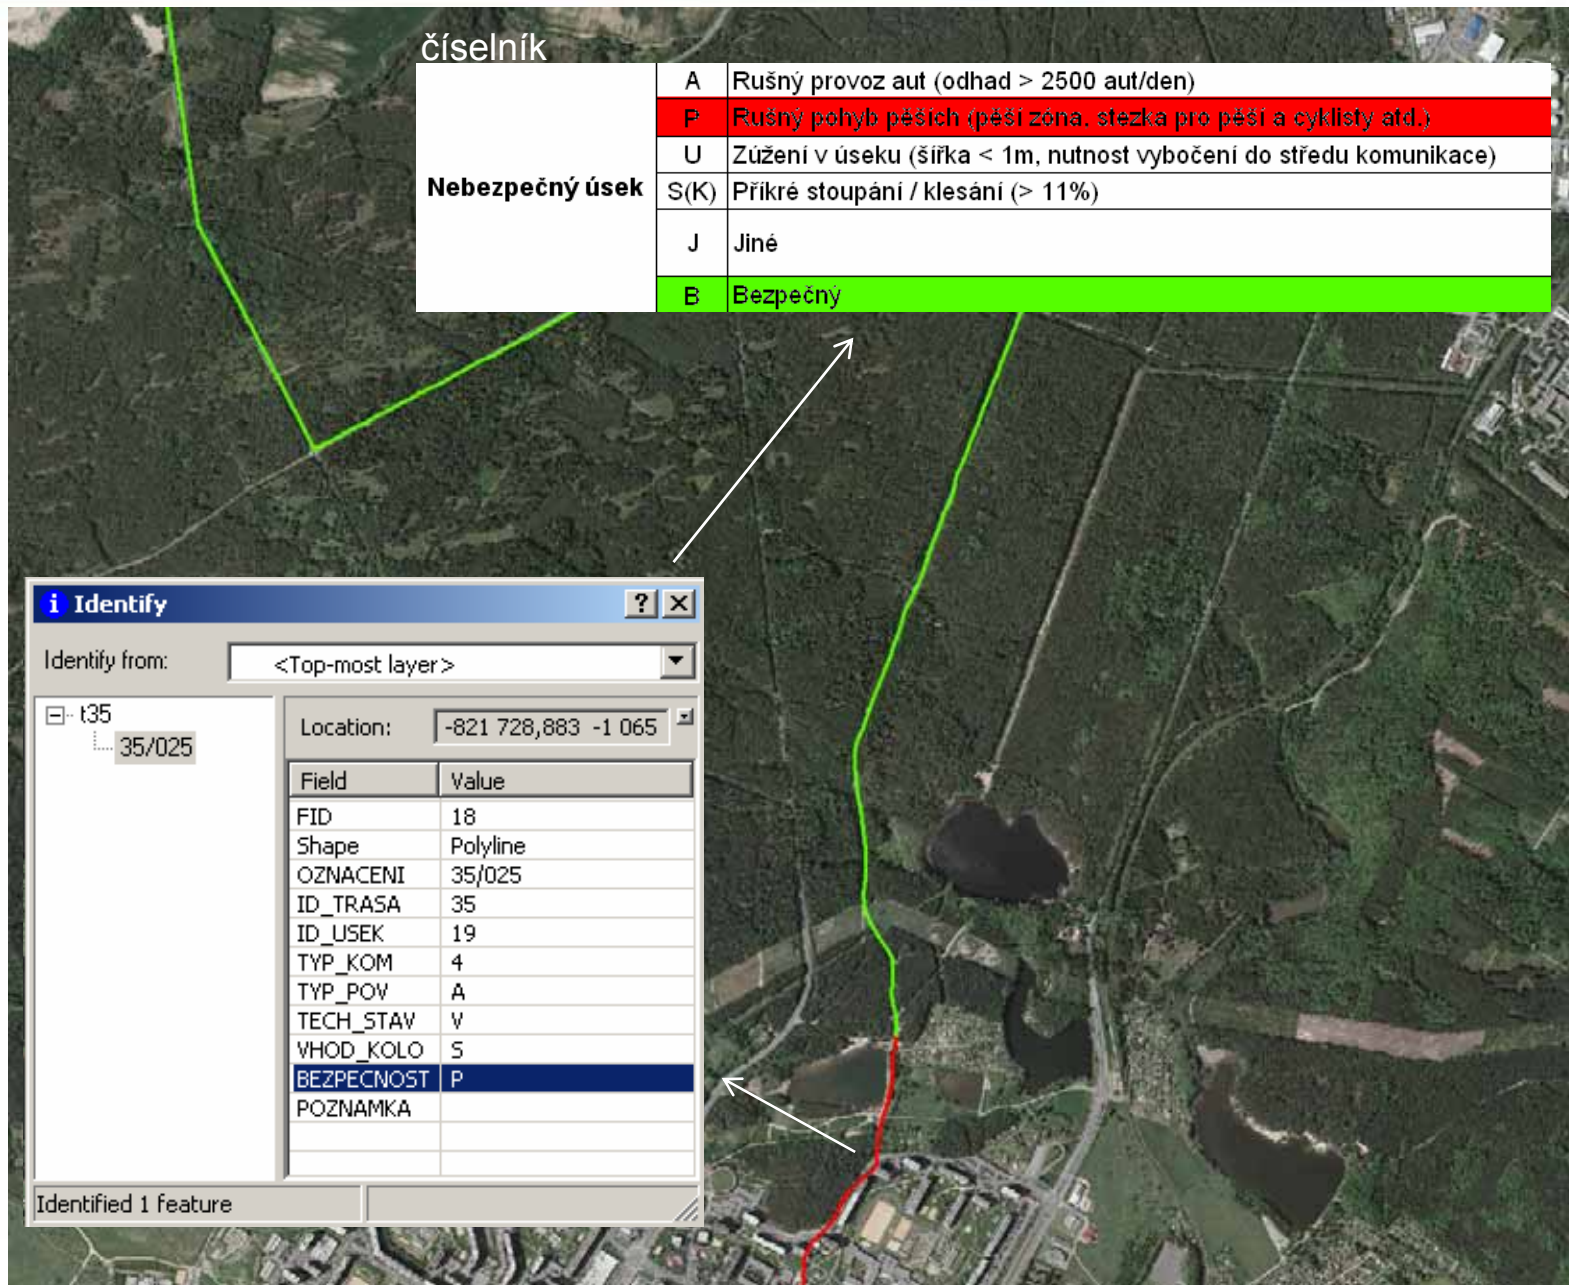 číselník
Nebezpečný úsek
A Rušný provoz aut (odhad > 2500 aut/den)
P Rušný pohyb pěších (pěší zóna. stezka pro pěší a cyklisty atd.)
U Zúžení v úseku (šířka < 1m, nutnost vybočení do středu komunikace)
S(K) Příkré stoupání / klesání (> 11%)
J Jiné
B Bezpečný
i Identify ? X
Identify from: <Top-most layer>
t35
35/025
Location: -821 728,883 -1 065
Field Value
FID 18
Shape Polyline
OZNACENI 35/025
ID_TRASA 35
ID_USEK 19
TYP_KOM 4
TYP_POV A
TECH_STAV V
VHOD_KOLO S
BEZPECNOST P
POZNAMKA
Identified 1 feature